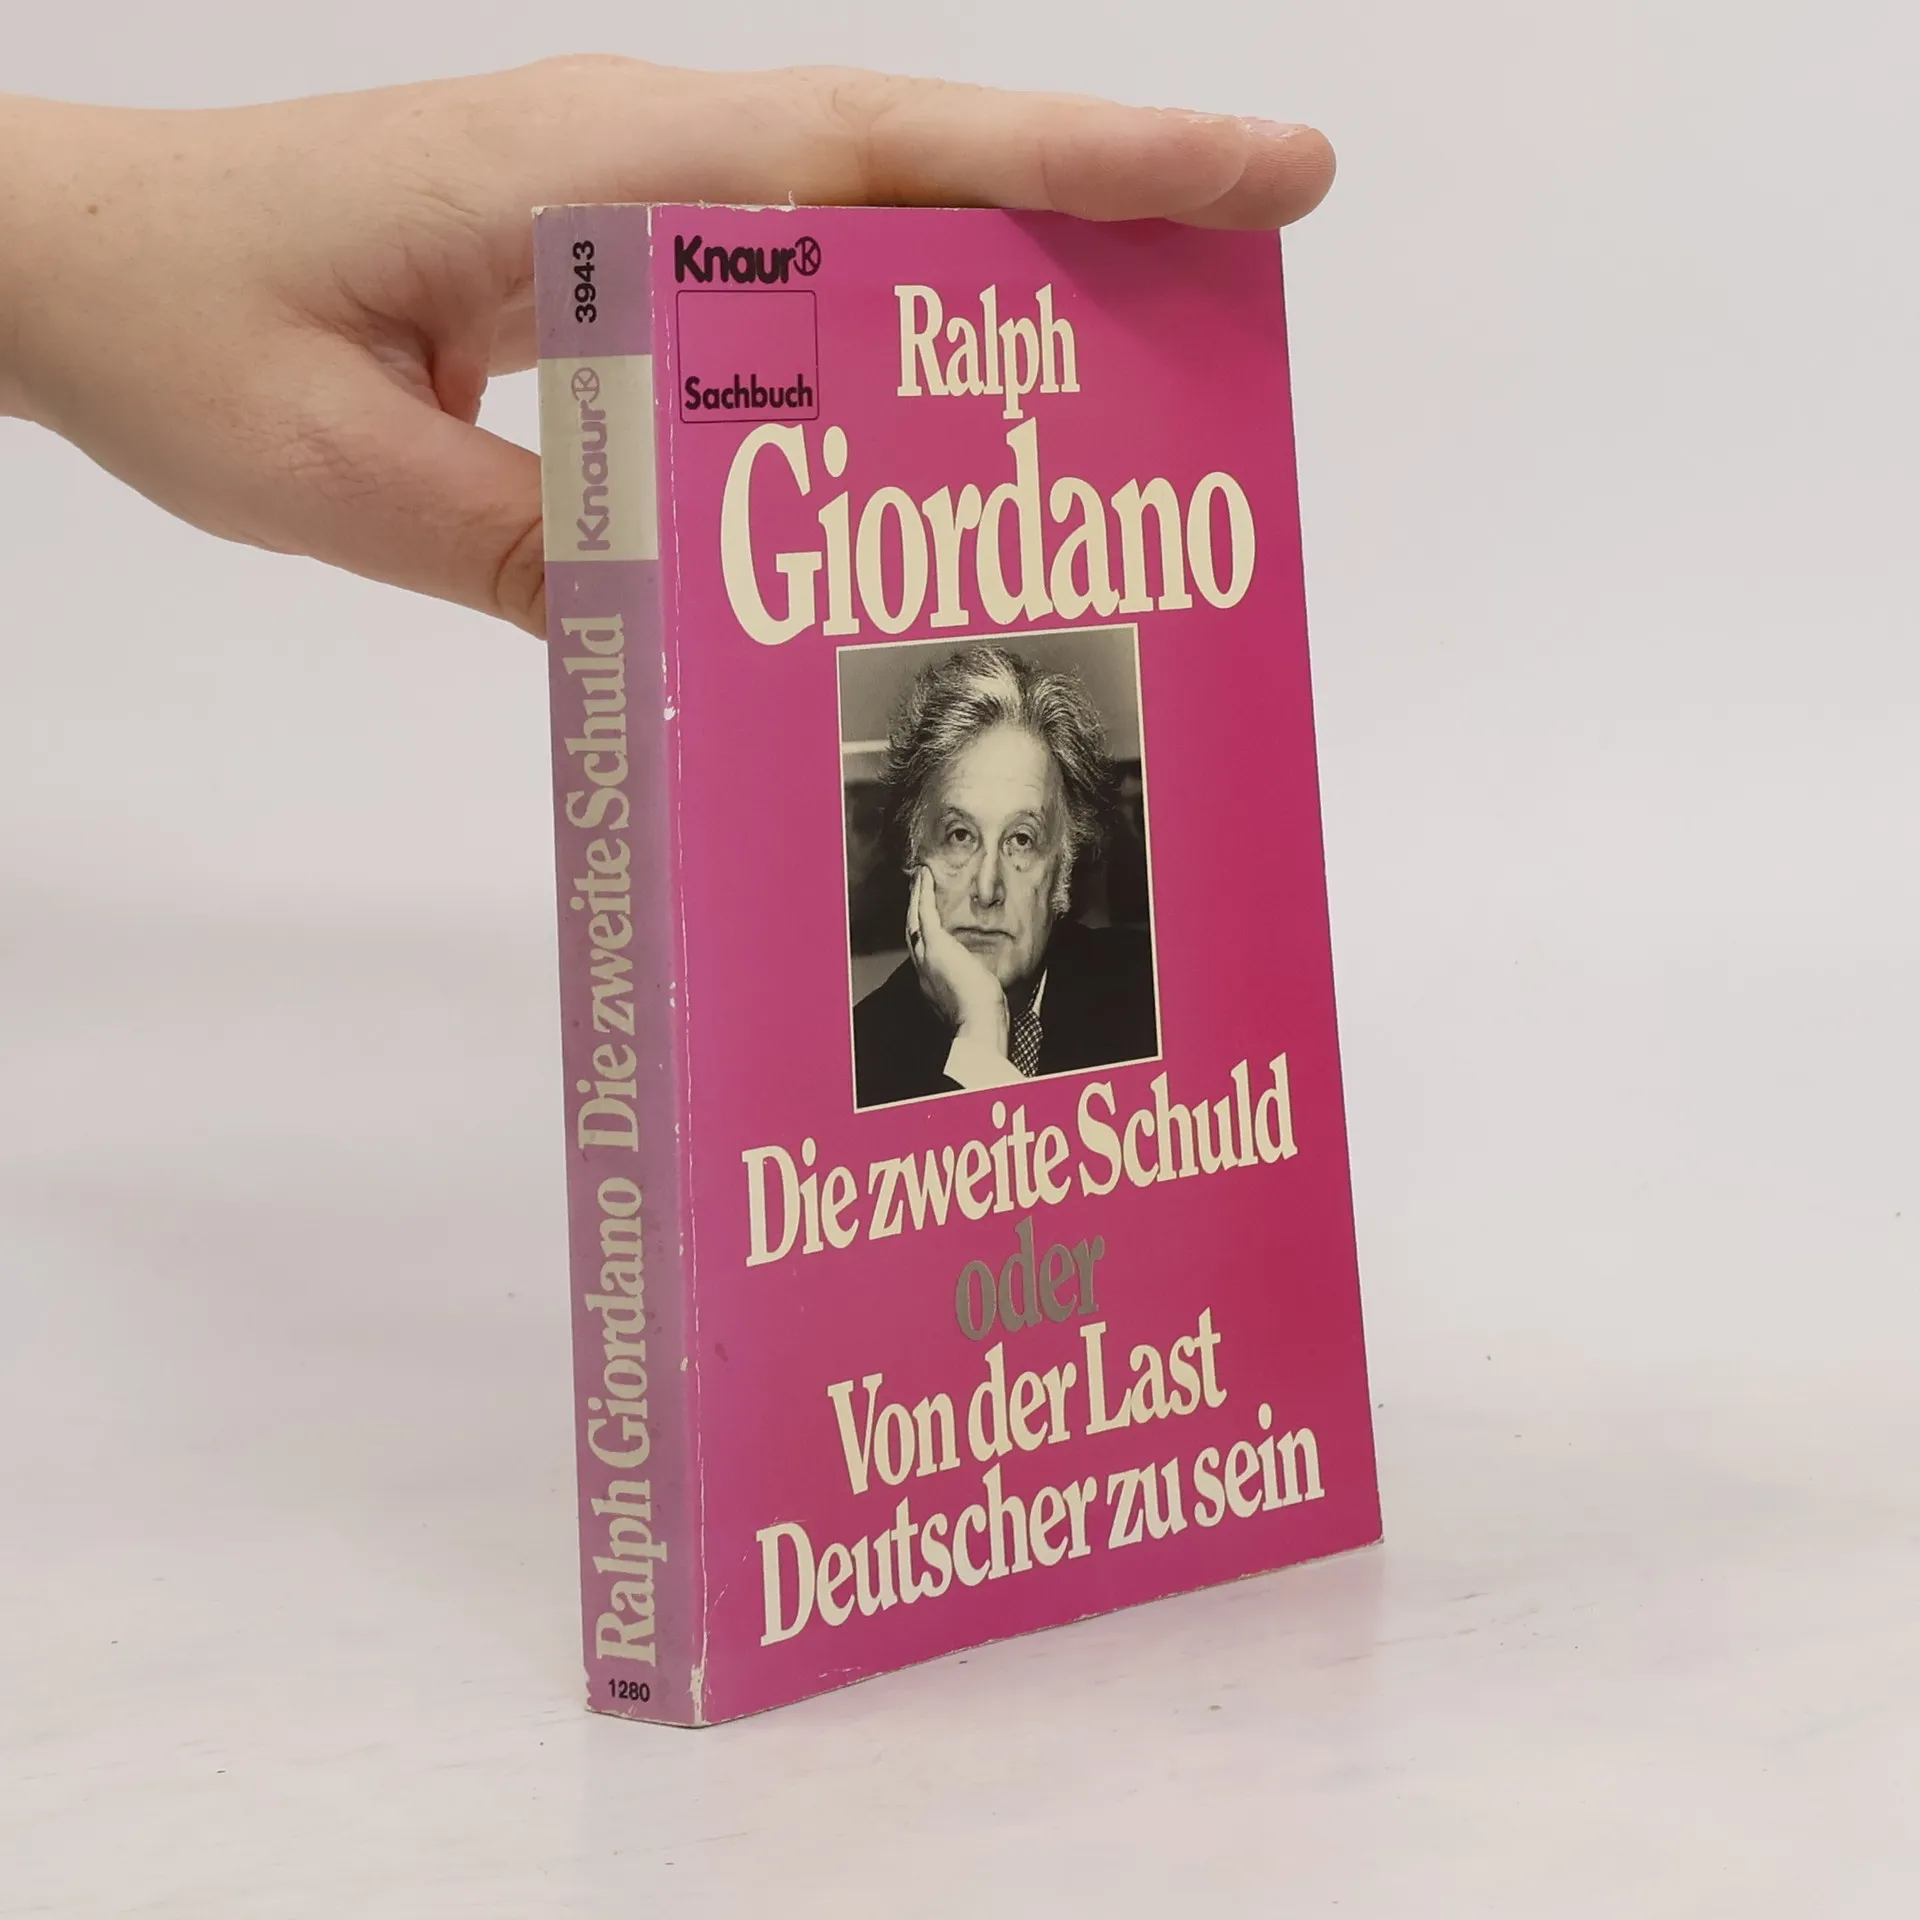 3943
Knaur
Ralph Giordano Die zweite Schuld
1280
Knaur
Sachbuch
Ralph
Giordano
Die zweite Schuld
oder
Von der Last
Deutscher zu sein